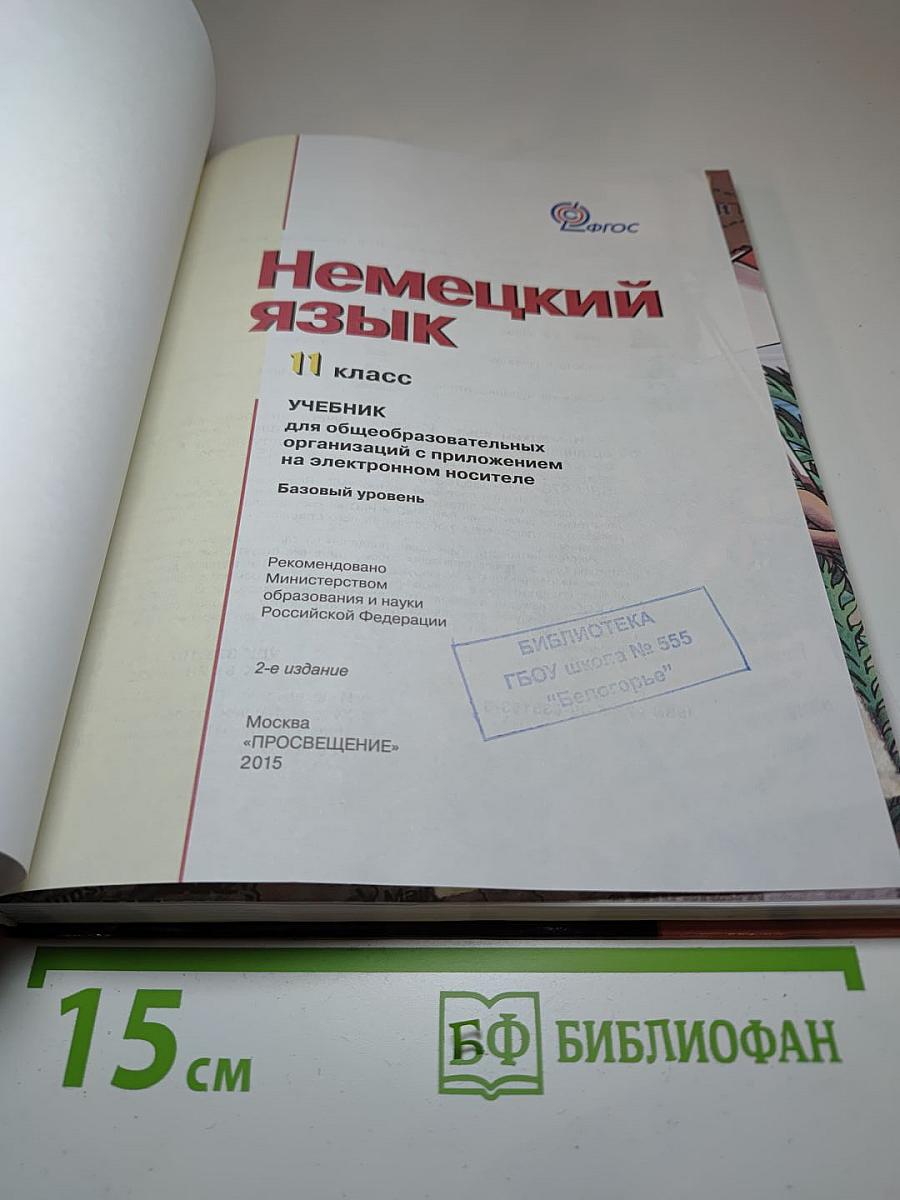 ФГОС
Немецкий
язык
11 класс
УЧЕБНИК
для общеобразовательных
организаций с приложением
на электронном носителе
Базовый уровень
Рекомендовано
Министерством
образования и науки
Российской Федерации
2-е издание
Москва
«ПРОСВЕЩЕНИЕ»
2015
БИБЛИОТЕКА
ГБОУ школа № 555
"Белогорье"
15 см
БФ БИБЛИОФАН